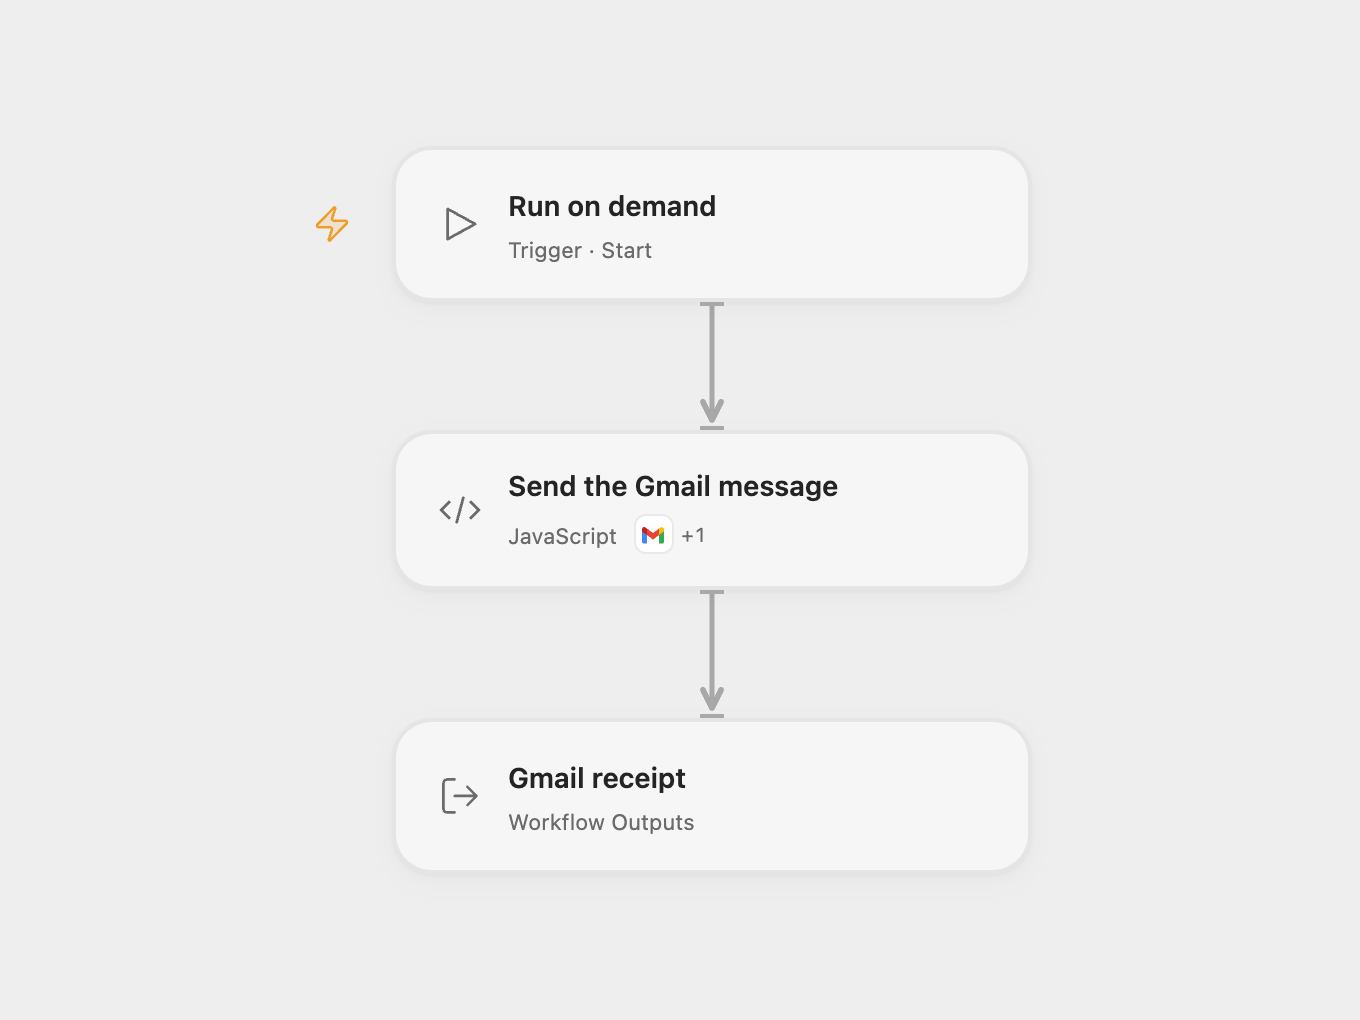 Run on demand
Trigger · Start
Send the Gmail message
JavaScript +1
Gmail receipt
Workflow Outputs